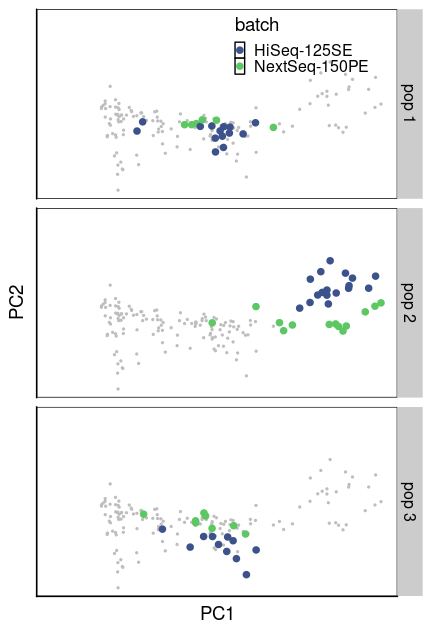 batch
HiSeq-125SE
NextSeq-150PE
pop 1
pop 2
pop 3
PC2
PC1